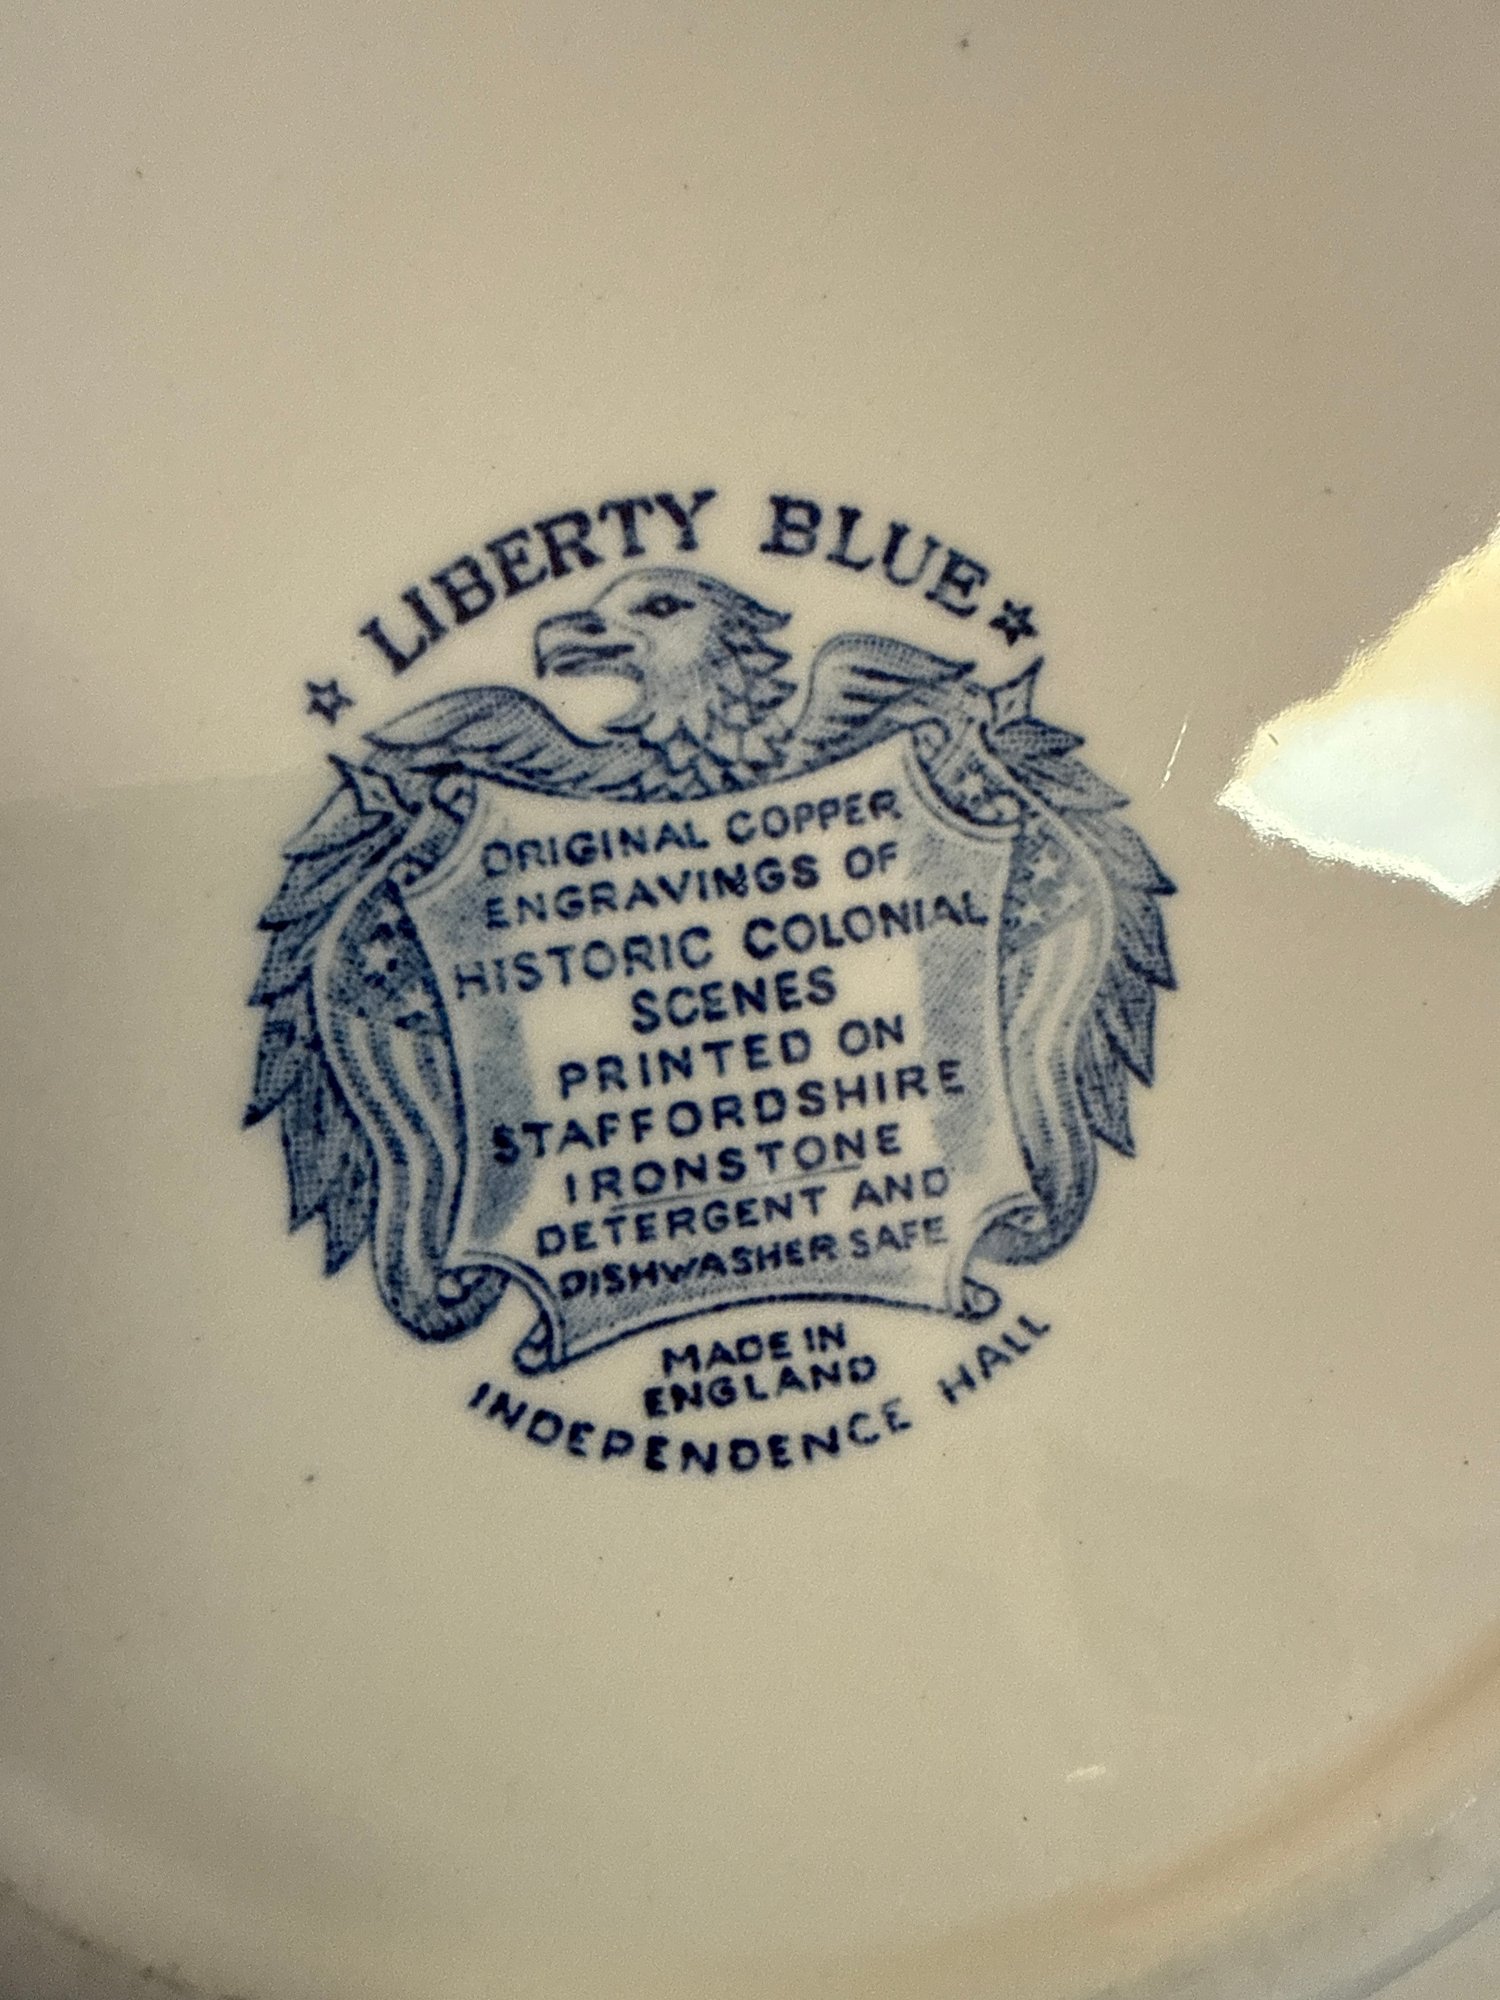 LIBERTY BLUE
ORIGINAL COPPER
ENGRAVINGS OF
HISTORIC COLONIAL
SCENES
PRINTED ON
STAFFORDSHIRE
IRONSTONE
DETERGENT AND
DISHWASHER SAFE
MADE IN
ENGLAND
INDEPENDENCE HALL